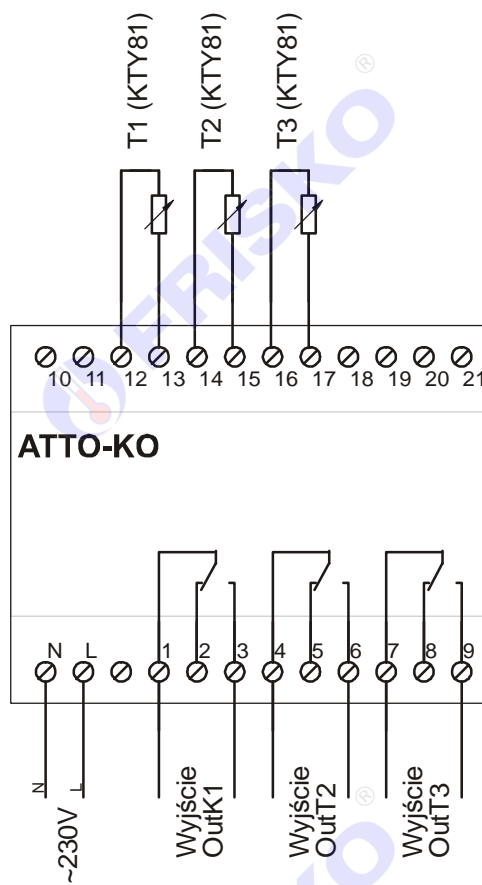 T1 (KTY81)
T2 (KTY81)
T3 (KTY81)
FRISKO ®
10 11 12 13 14 15 16 17 18 19 20 21
ATTO-KO
N L 1 2 3 4 5 6 7 8 9
N
L
~230V
Wyjście
OutK1
Wyjście
OutT2
Wyjście
OutT3
®
KO